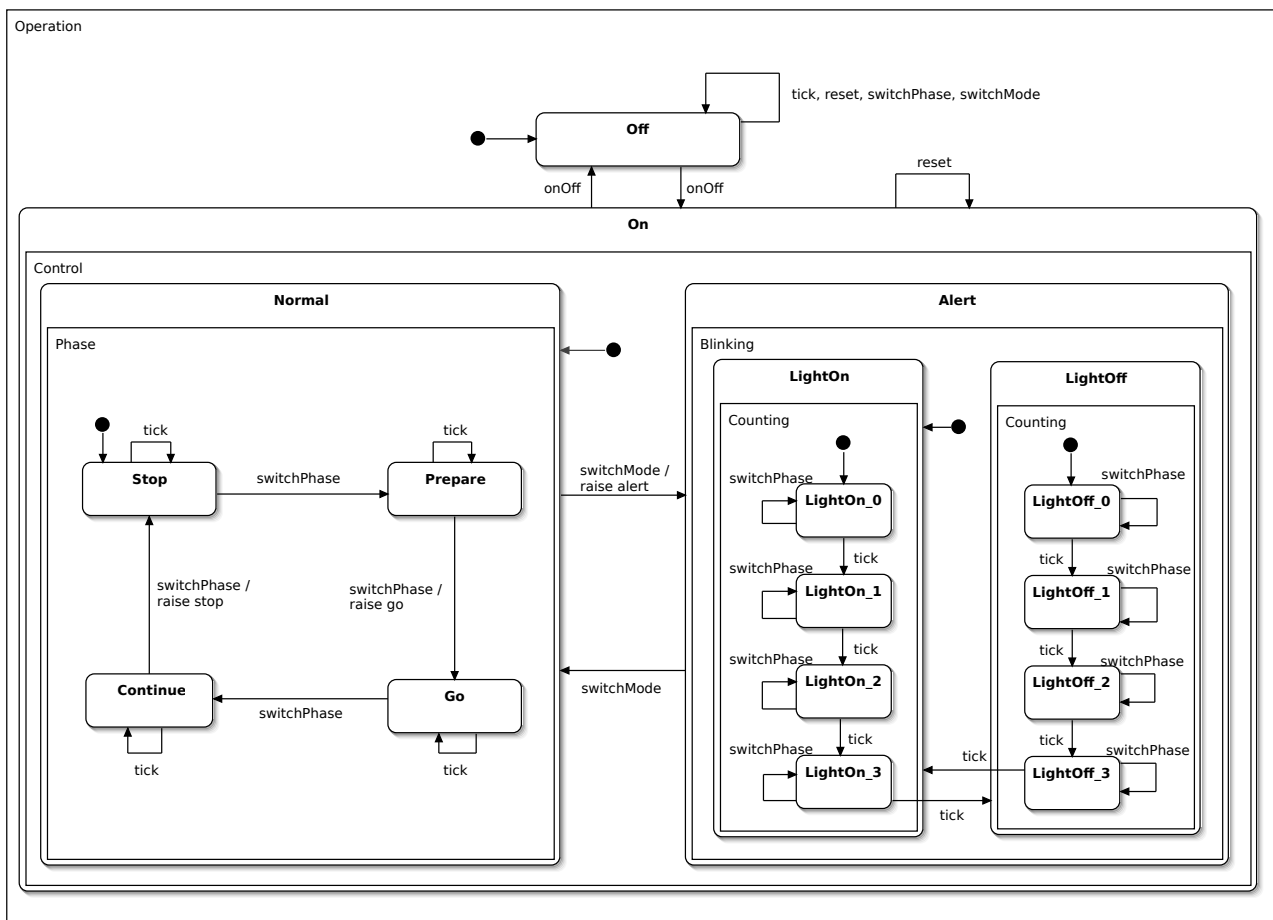 Operation
tick, reset, switchPhase, switchMode
Off
onOff
onOff
reset
On
Control
Normal
Alert
Phase
Blinking
LightOn
LightOff
Counting
Counting
tick
tick
Stop
switchPhase
Prepare
switchMode /
raise alert
switchPhase
LightOn_0
switchPhase
LightOff_0
tick
tick
switchPhase /
raise stop
switchPhase /
raise go
switchPhase
LightOn_1
switchPhase
LightOff_1
tick
tick
switchPhase
LightOn_2
switchPhase
LightOff_2
Continue
switchPhase
Go
switchMode
tick
tick
tick
tick
switchPhase
LightOn_3
tick
switchPhase
LightOff_3
tick